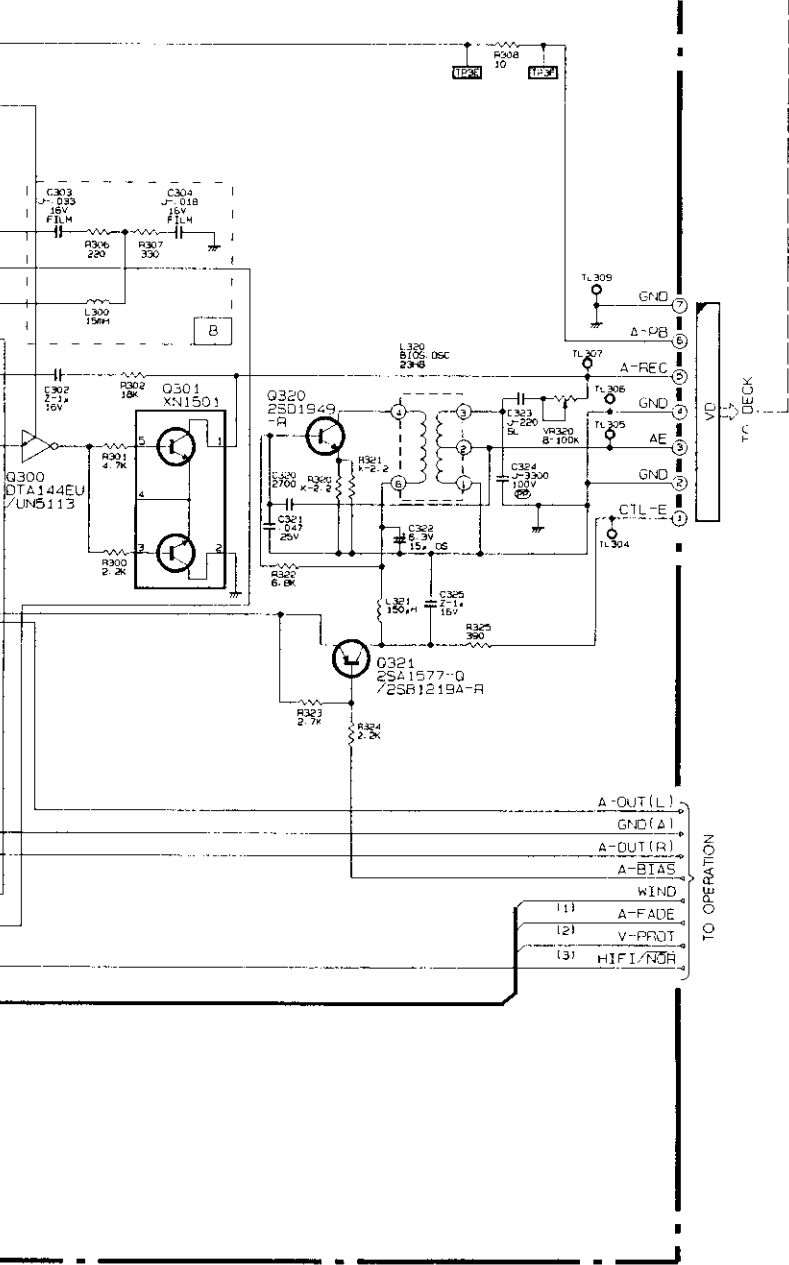 R308
10
TP3E
TP3F
C303
J-.033
16V
FILM
C304
J-.018
16V
FILM
R306
220
R307
330
L300
15mH
B
TL309
GND
7
A-PB
6
TL307
A-REC
5
TL306
GND
4
TL305
AE
3
GND
2
CTL-E
1
TL304
VD
TO DECK
C302
Z-1μ
16V
R302
18K
Q301
XN1501
5
1
4
3
2
R301
4.7K
R300
2.2K
Q300
DTA144EU
/UN5113
Q320
2SD1949
-R
L320
BIOS. OSC
4
3
2
6
1
C320
2700
R320
K-2.2
R321
K-2.2
C321
.047
25V
R322
6.8K
C322
6.3V
15μ OS
C323
J-220
SL
VR320
B-100K
C324
J-3300
100V
PP
L321
150μH
C325
Z-1μ
16V
R325
390
Q321
2SA1577-Q
/2SB1219A-R
R323
2.7K
R324
2.2K
A-OUT(L)
GND(A)
A-OUT(R)
A-BIAS
WIND
(1)
A-FADE
(2)
V-PROT
(3)
HIFI/NOR
TO OPERATION